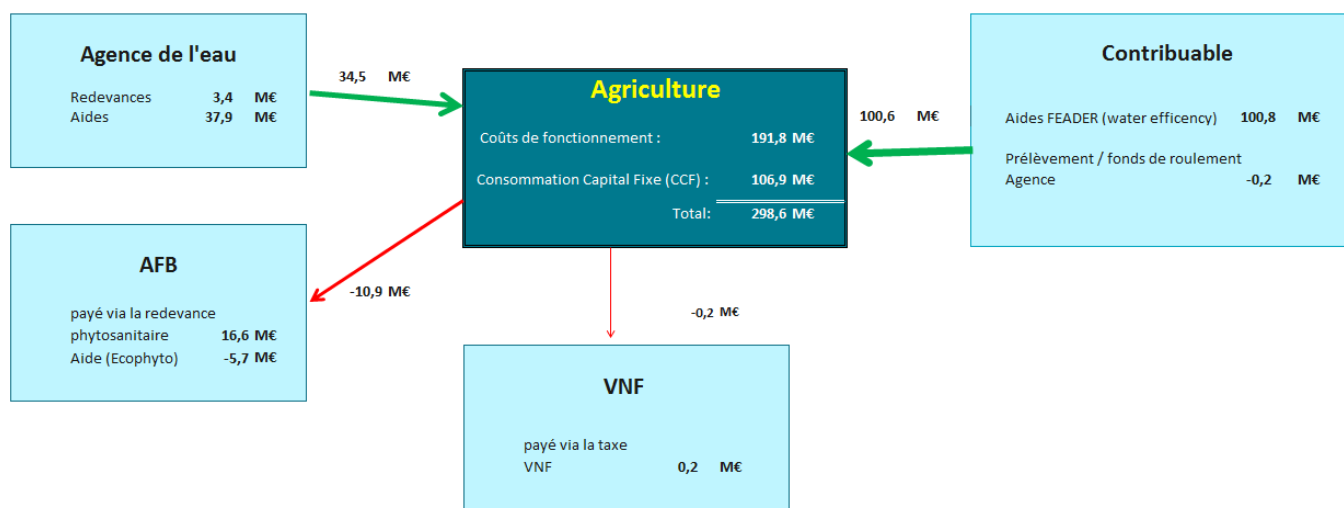 Agence de l'eau
Redevances 3,4 M€
Aides 37,9 M€
34,5 M€
Agriculture
Coûts de fonctionnement : 191,8 M€
Consommation Capital Fixe (CCF) : 106,9 M€
Total: 298,6 M€
100,6 M€
Contribuable
Aides FEADER (water efficency) 100,8 M€
Prélèvement / fonds de roulement
Agence -0,2 M€
AFB
payé via la redevance
phytosanitaire 16,6 M€
Aide (Ecophyto) -5,7 M€
-10,9 M€
-0,2 M€
VNF
payé via la taxe
VNF 0,2 M€